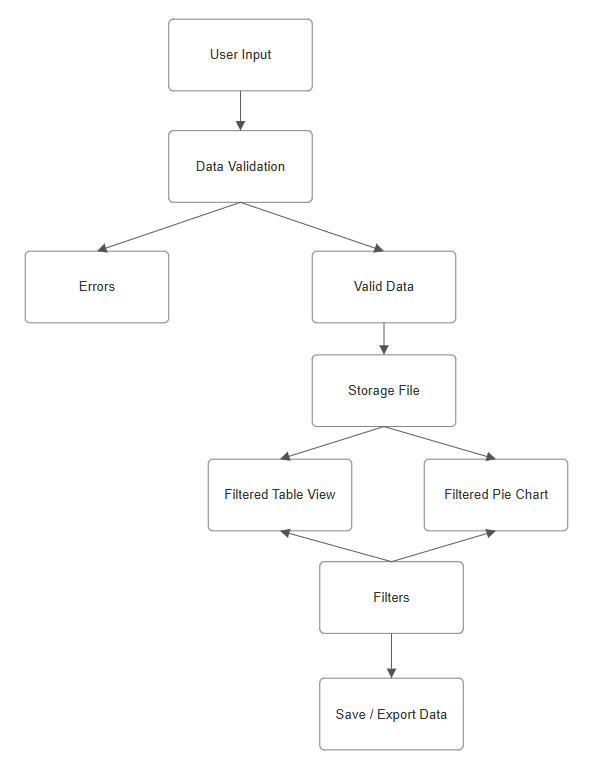 User Input
Data Validation
Errors
Valid Data
Storage File
Filtered Table View
Filtered Pie Chart
Filters
Save / Export Data